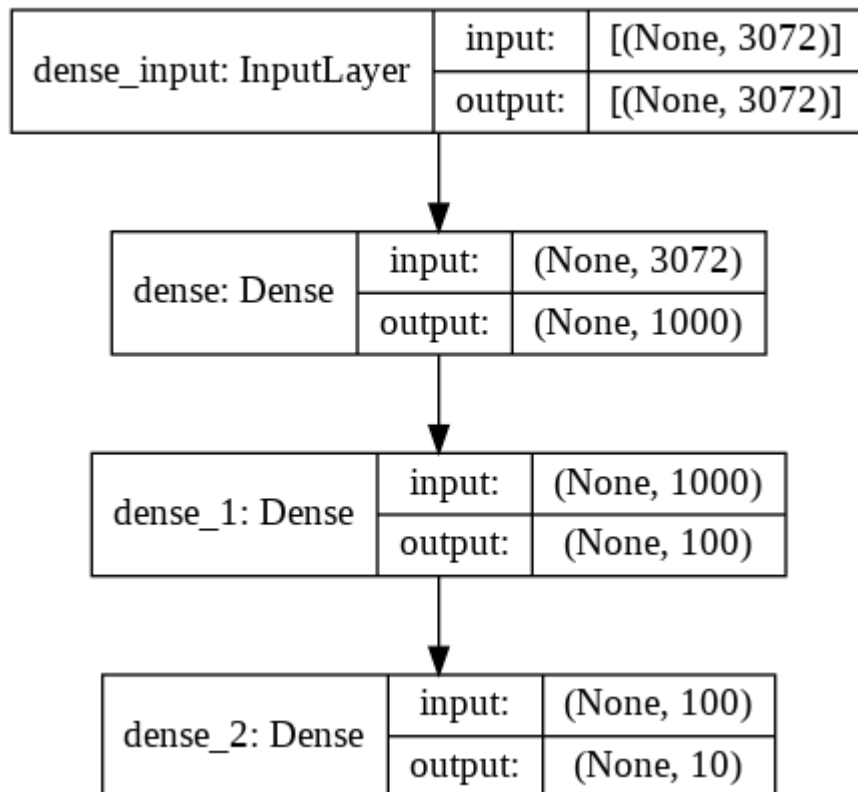 dense_input: InputLayer
input: [(None, 3072)]
output: [(None, 3072)]
dense: Dense
input: (None, 3072)
output: (None, 1000)
dense_1: Dense
input: (None, 1000)
output: (None, 100)
dense_2: Dense
input: (None, 100)
output: (None, 10)